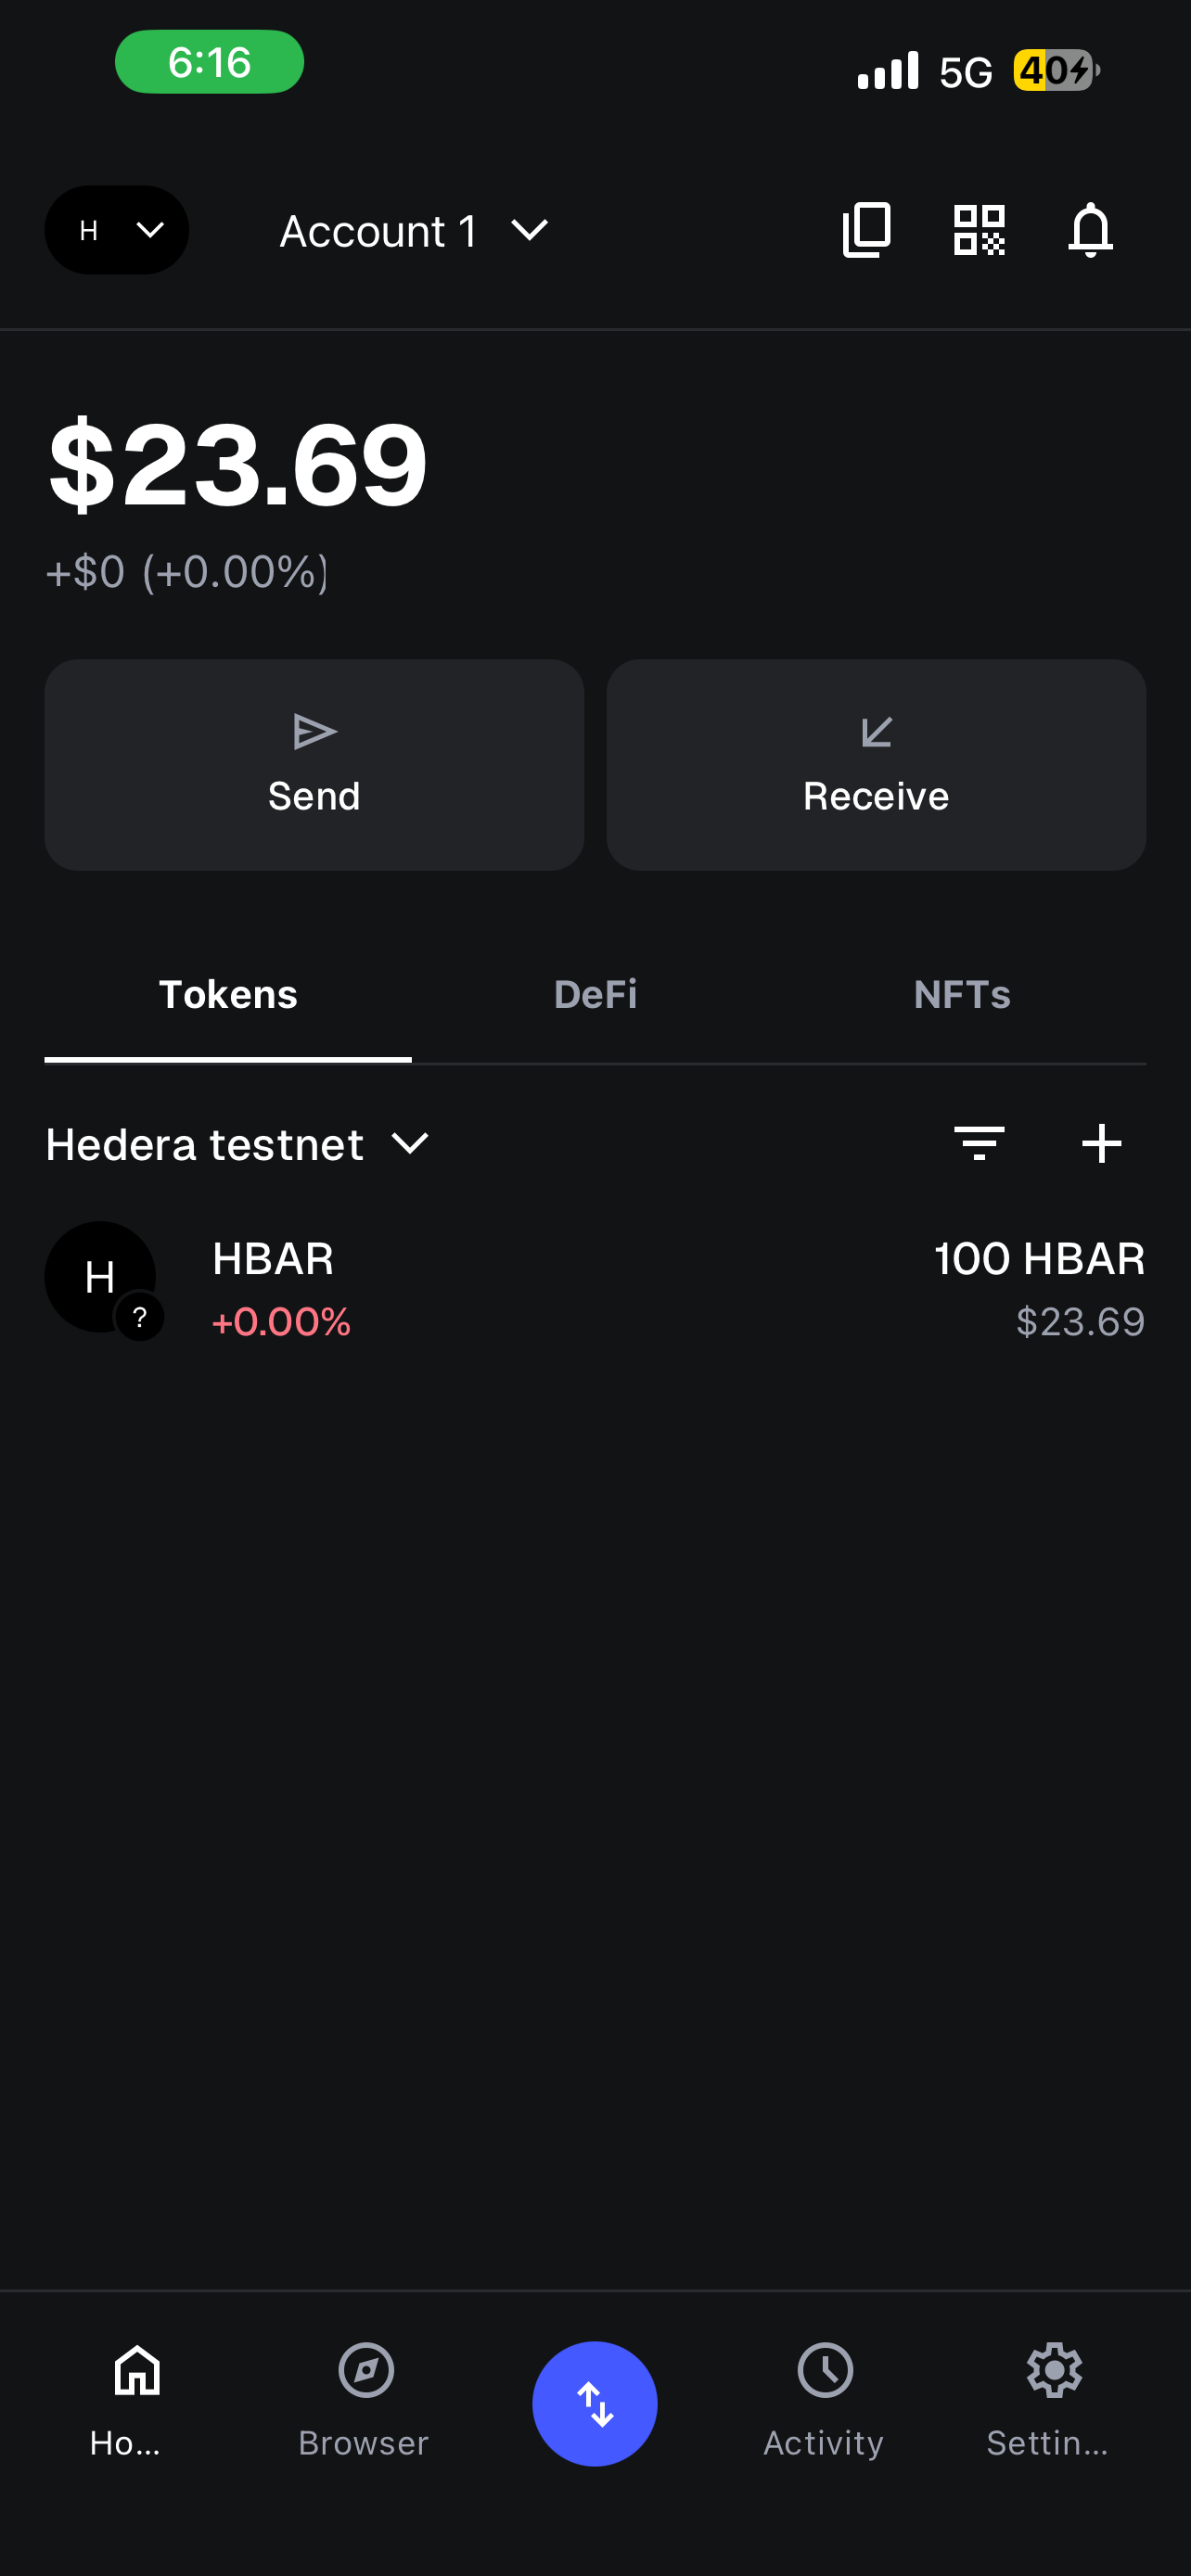 6:16
5G 40
H
Account 1
$23.69
+$0 (+0.00%)
Send
Receive
Tokens
DeFi
NFTs
Hedera testnet
H
?
HBAR
100 HBAR
+0.00%
$23.69
Ho...
Browser
Activity
Settin...